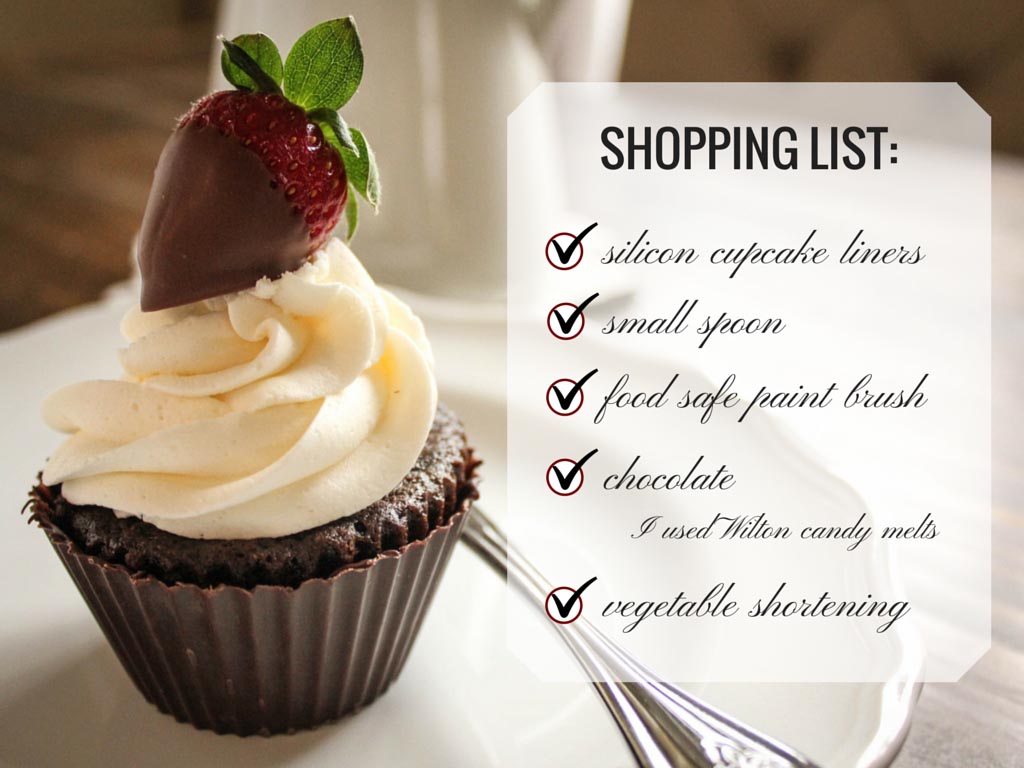 SHOPPING LIST:
silicon cupcake liners
small spoon
food safe paint brush
chocolate
I used Wilton candy melts
vegetable shortening